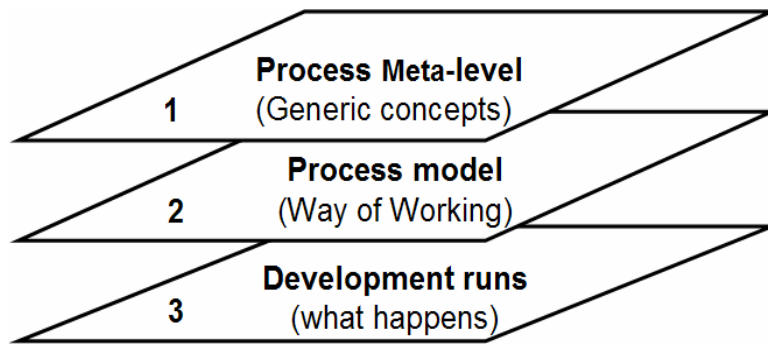 Process Meta-level
1 (Generic concepts)
Process model
2 (Way of Working)
Development runs
3 (what happens)